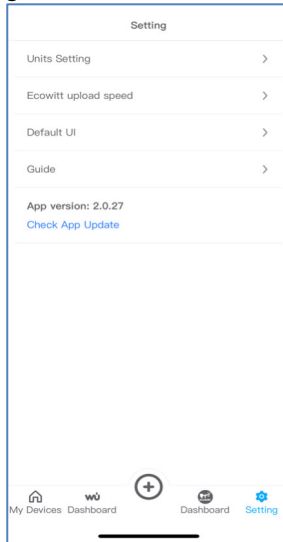 Setting
Units Setting
Ecowitt upload speed
Default UI
Guide
App version: 2.0.27
Check App Update
wu
My Devices Dashboard Dashboard Setting